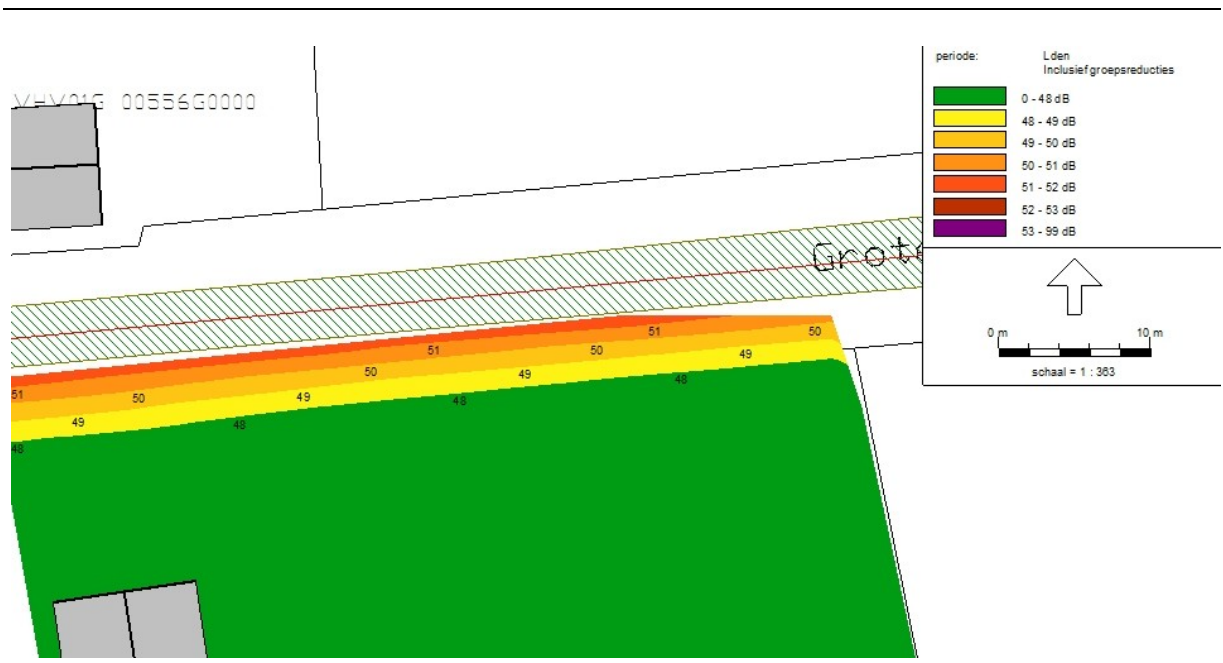 periode: Lden
Inclusief groepsreducties
0 - 48 dB
48 - 49 dB
49 - 50 dB
50 - 51 dB
51 - 52 dB
52 - 53 dB
53 - 99 dB
VHV01G 00556G0000
Grote
0 m 10 m
schaal = 1 : 363
51 50
51 50 49
50 49 48
51 50 49 48
49 48
48